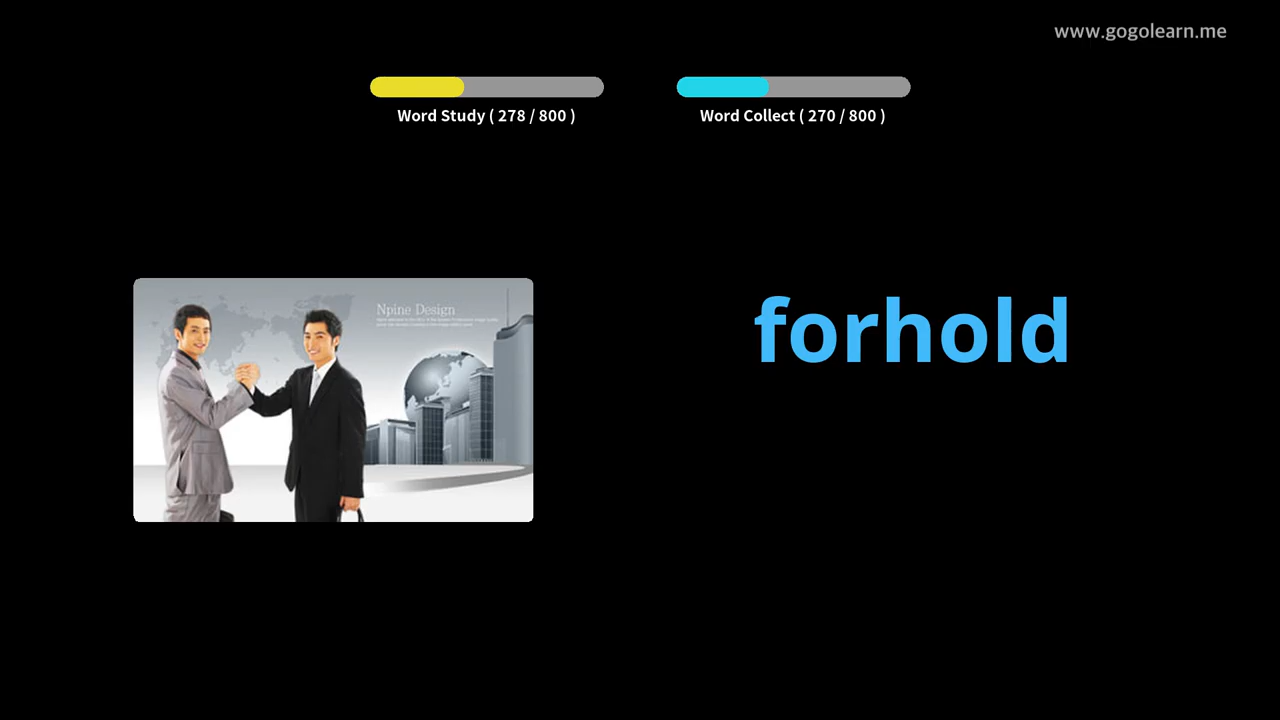 www.gogolearn.me
Word Study ( 278 / 800 )
Word Collect ( 270 / 800 )
Npine Design
forhold